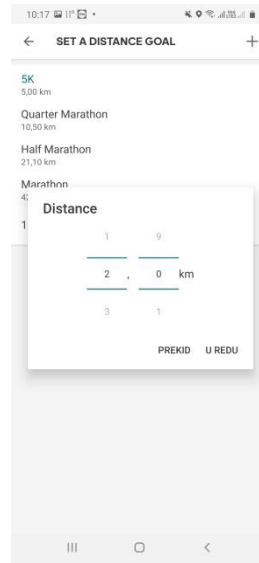 10:17 11°
SET A DISTANCE GOAL
5K
5,00 km
Quarter Marathon
10,50 km
Half Marathon
21,10 km
Marathon
Distance
1 9
2 , 0 km
3 1
PREKID U REDU